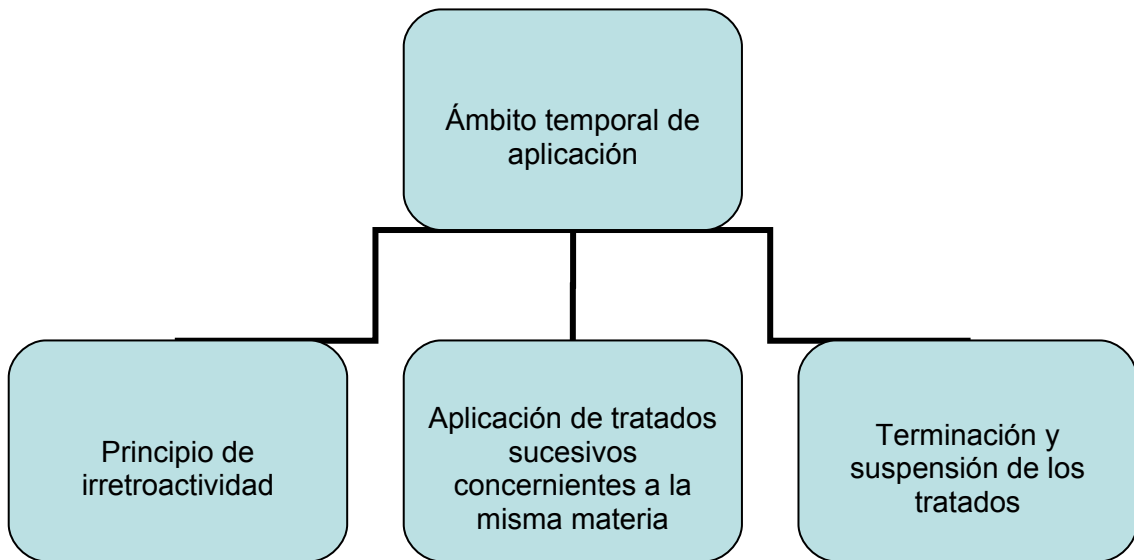 Ámbito temporal de
aplicación
Principio de
irretroactividad
Aplicación de tratados
sucesivos
concernientes a la
misma materia
Terminación y
suspensión de los
tratados